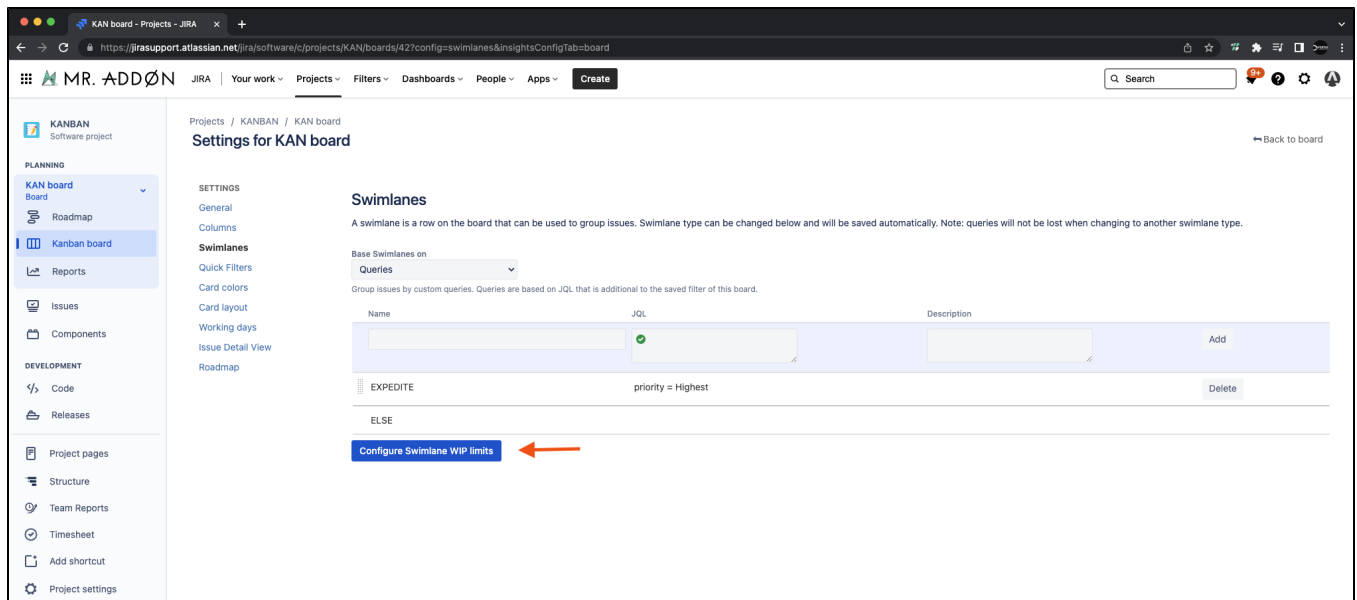 KAN board - Projects - JIRA
https://jirasupport.atlassian.net/jira/software/c/projects/KAN/boards/42?config=swimlanes&insightsConfigTab=board
MR. ADDØN JIRA Your work Projects Filters Dashboards People Apps Create Search 9+
KANBAN
Software project
PLANNING
KAN board
Board
Roadmap
Kanban board
Reports
Issues
Components
DEVELOPMENT
Code
Releases
Project pages
Structure
Team Reports
Timesheet
Add shortcut
Project settings
Projects / KANBAN / KAN board
Settings for KAN board
Back to board
SETTINGS
General
Columns
Swimlanes
Quick Filters
Card colors
Card layout
Working days
Issue Detail View
Roadmap
Swimlanes
A swimlane is a row on the board that can be used to group issues. Swimlane type can be changed below and will be saved automatically. Note: queries will not be lost when changing to another swimlane type.
Base Swimlanes on
Queries
Group issues by custom queries. Queries are based on JQL that is additional to the saved filter of this board.
Name JQL Description
Add
EXPEDITE priority = Highest Delete
ELSE
Configure Swimlane WIP limits